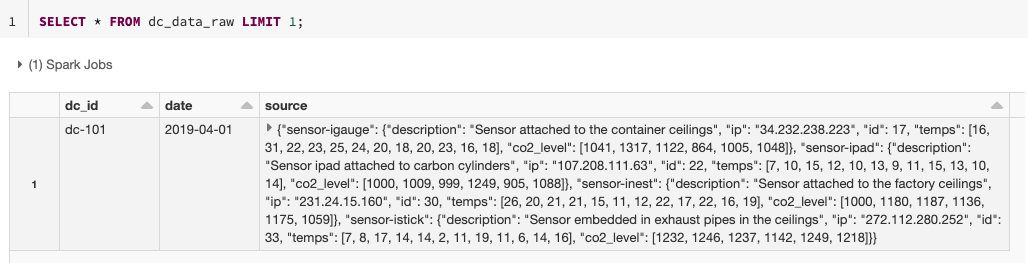 1 SELECT * FROM dc_data_raw LIMIT 1;
(1) Spark Jobs
dc_id date source
dc-101 2019-04-01 {"sensor-igauge": {"description": "Sensor attached to the container ceilings", "ip": "34.232.238.223", "id": 17, "temps": [16,
31, 22, 23, 25, 24, 20, 18, 20, 23, 16, 18], "co2_level": [1041, 1317, 1122, 864, 1005, 1048]}, "sensor-ipad": {"description":
"Sensor ipad attached to carbon cylinders", "ip": "107.208.111.63", "id": 22, "temps": [7, 10, 15, 12, 10, 13, 9, 11, 15, 13, 10,
14], "co2_level": [1000, 1009, 999, 1249, 905, 1088]}, "sensor-inest": {"description": "Sensor attached to the factory ceilings",
1 "ip": "231.24.15.160", "id": 30, "temps": [26, 20, 21, 21, 15, 11, 12, 22, 17, 22, 16, 19], "co2_level": [1000, 1180, 1187, 1136,
1175, 1059]}, "sensor-istick": {"description": "Sensor embedded in exhaust pipes in the ceilings", "ip": "272.112.280.252", "id":
33, "temps": [7, 8, 17, 14, 14, 2, 11, 19, 11, 6, 14, 16], "co2_level": [1232, 1246, 1237, 1142, 1249, 1218]}}